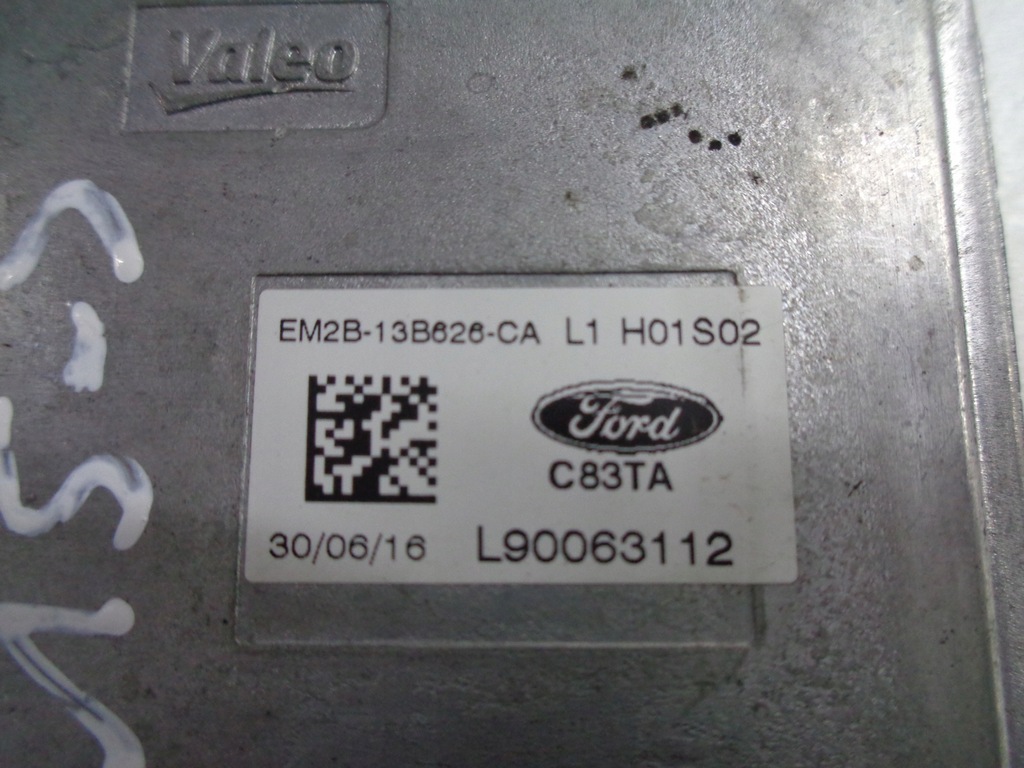 Valeo
EM2B-13B626-CA L1 H01S02
Ford
C83TA
30/06/16 L90063112